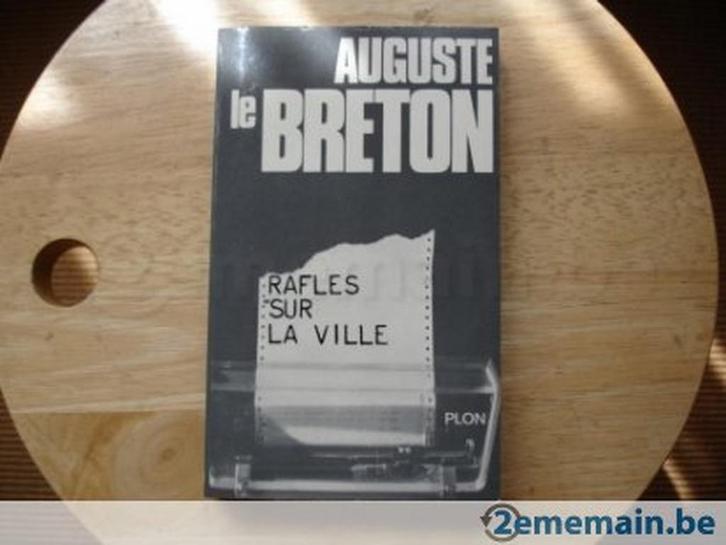 AUGUSTE
le BRETON
RAFLES
SUR
LA VILLE
PLON
2ememain.be